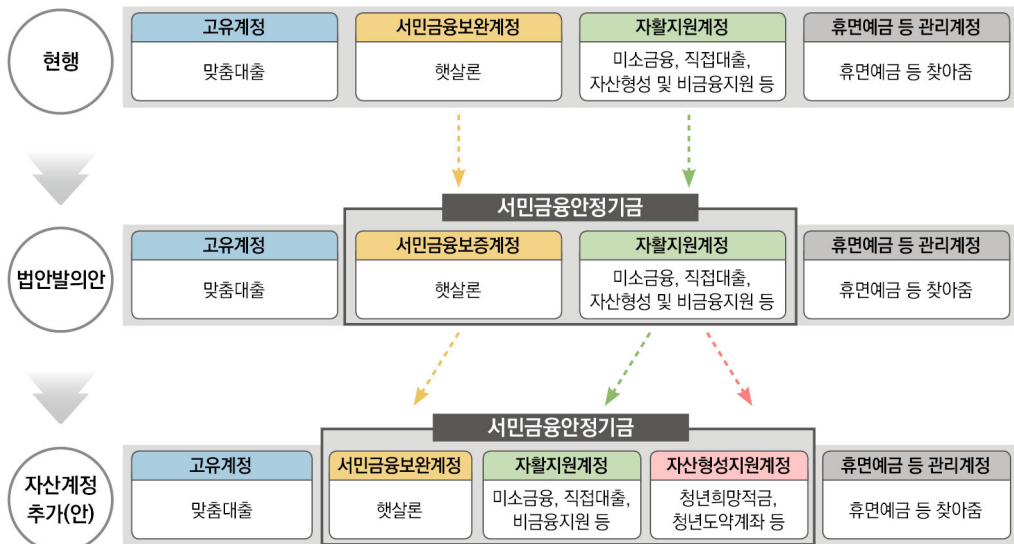 현행
고유계정
맞춤대출
서민금융보완계정
햇살론
자활지원계정
미소금융, 직접대출,
자산형성 및 비금융지원 등
휴면예금 등 관리계정
휴면예금 등 찾아줌
법안발의안
서민금융안정기금
고유계정
맞춤대출
서민금융보증계정
햇살론
자활지원계정
미소금융, 직접대출,
자산형성 및 비금융지원 등
휴면예금 등 관리계정
휴면예금 등 찾아줌
자산계정
추가(안)
서민금융안정기금
고유계정
맞춤대출
서민금융보완계정
햇살론
자활지원계정
미소금융, 직접대출,
비금융지원 등
자산형성지원계정
청년희망적금,
청년도약계좌 등
휴면예금 등 관리계정
휴면예금 등 찾아줌